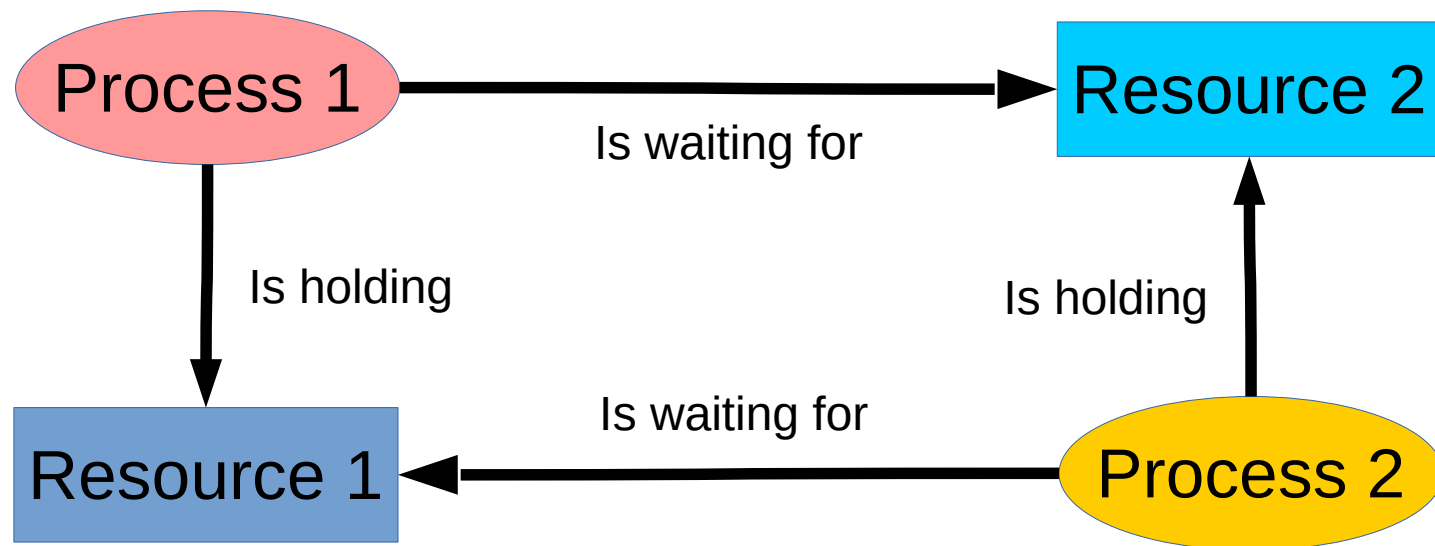 Process 1
Resource 2
Is waiting for
Is holding
Is holding
Is waiting for
Resource 1
Process 2